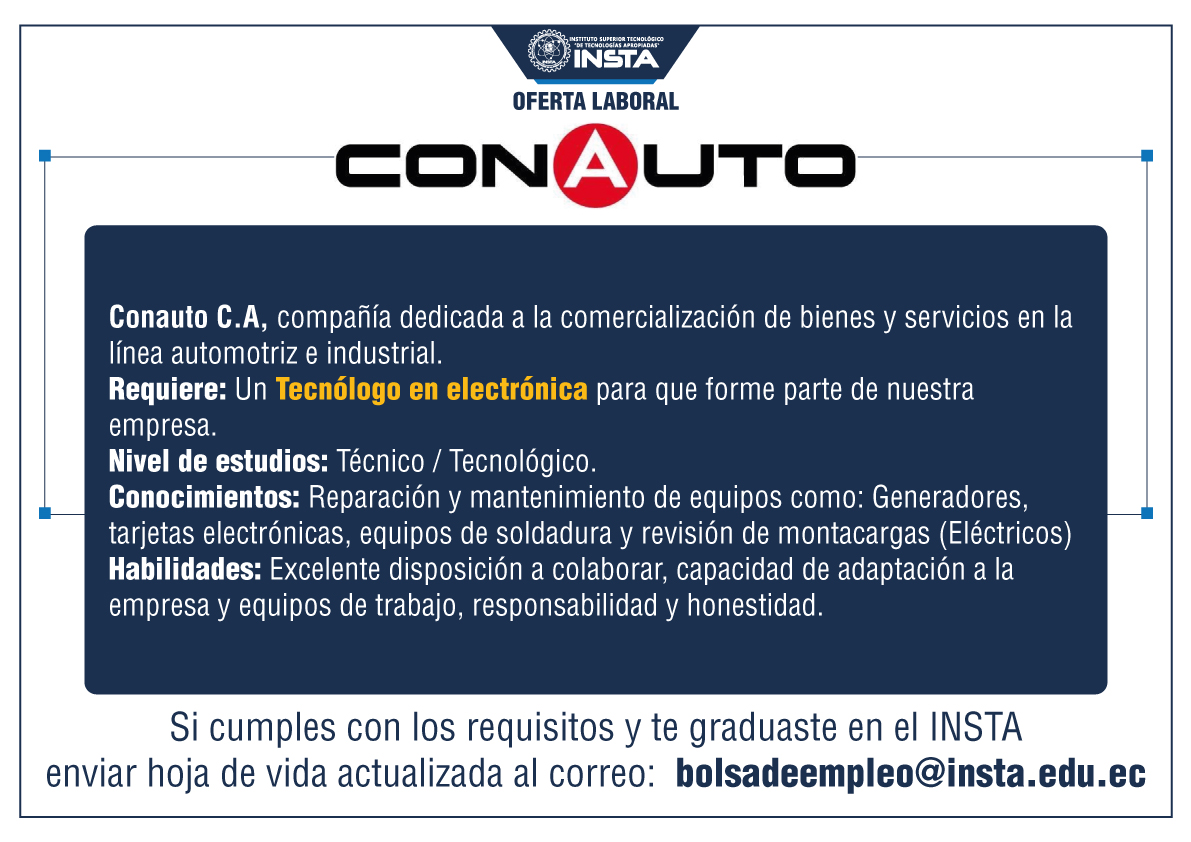 INSTITUTO SUPERIOR TECNOLÓGICO
"DE TECNOLOGÍAS APROPIADAS"
INSTA
OFERTA LABORAL
CONAUTO
Conauto C.A, compañía dedicada a la comercialización de bienes y servicios en la
línea automotriz e industrial.
Requiere: Un Tecnólogo en electrónica para que forme parte de nuestra
empresa.
Nivel de estudios: Técnico / Tecnológico.
Conocimientos: Reparación y mantenimiento de equipos como: Generadores,
tarjetas electrónicas, equipos de soldadura y revisión de montacargas (Eléctricos)
Habilidades: Excelente disposición a colaborar, capacidad de adaptación a la
empresa y equipos de trabajo, responsabilidad y honestidad.
Si cumples con los requisitos y te graduaste en el INSTA
enviar hoja de vida actualizada al correo: bolsadeempleo@insta.edu.ec